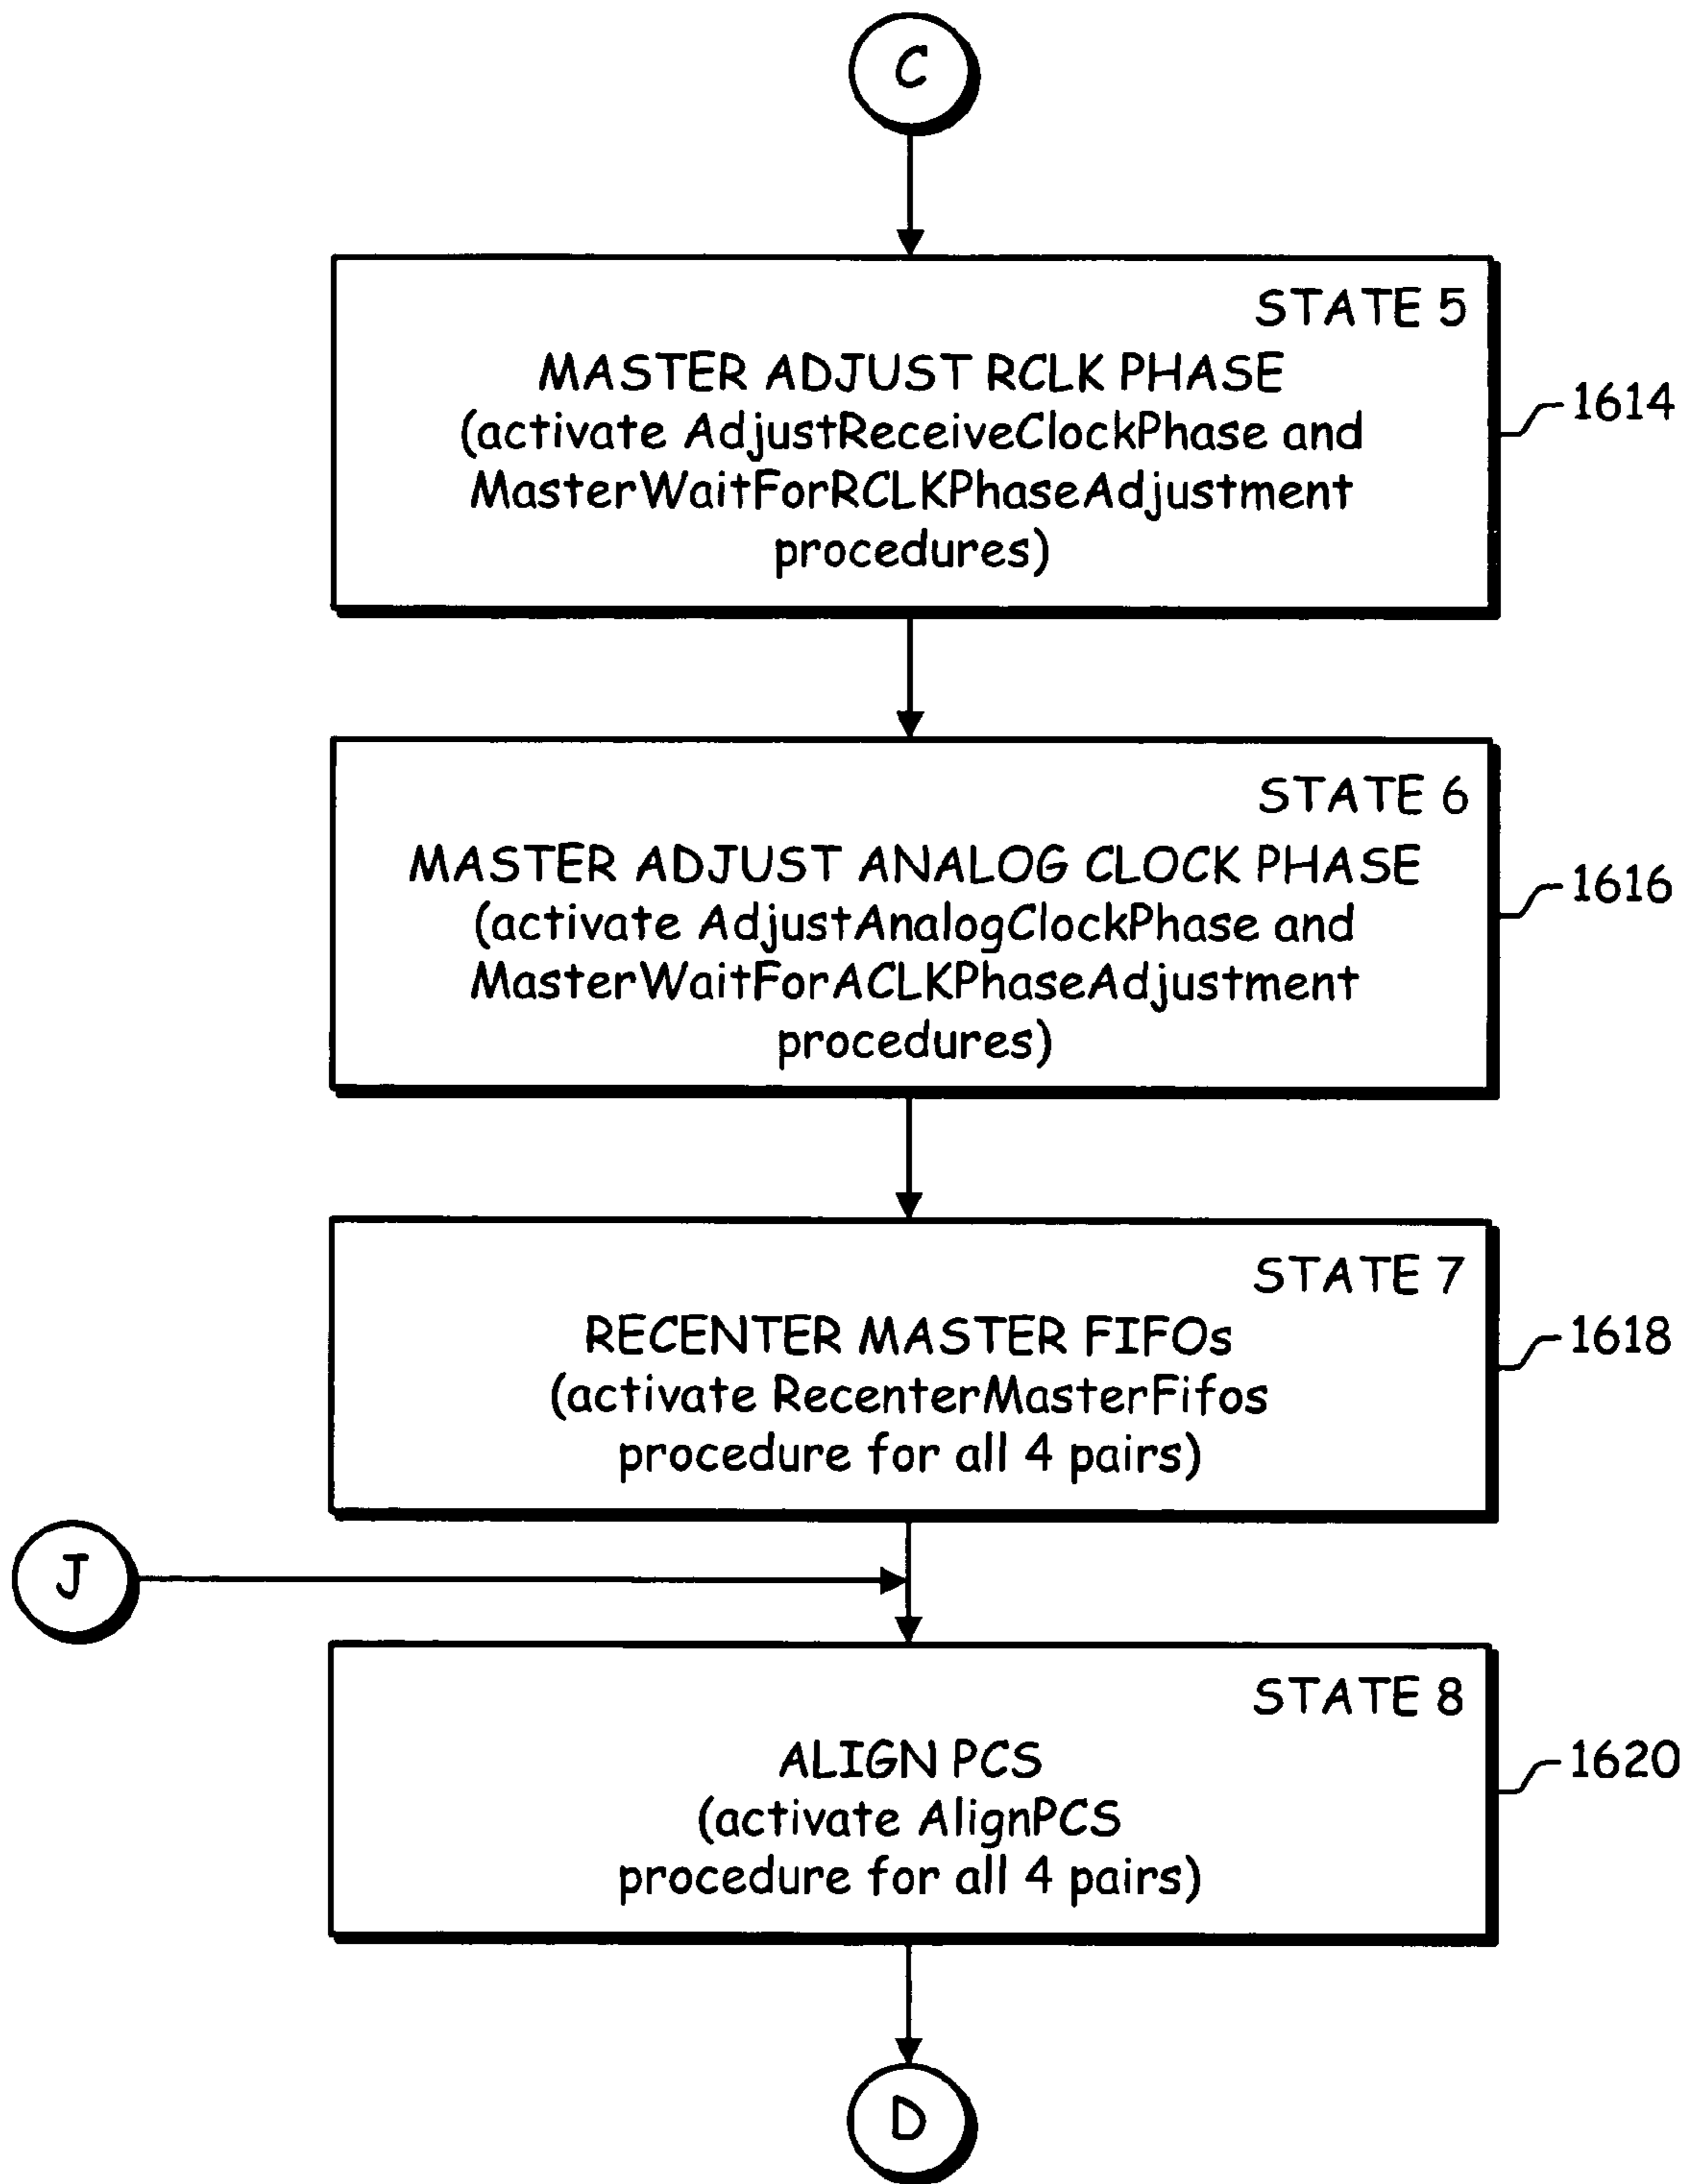 C
STATE 5
MASTER ADJUST RCLK PHASE
(activate AdjustReceiveClockPhase and
MasterWaitForRCLKPhaseAdjustment
procedures)
1614
STATE 6
MASTER ADJUST ANALOG CLOCK PHASE
(activate AdjustAnalogClockPhase and
MasterWaitForACLKPhaseAdjustment
procedures)
1616
STATE 7
RECENTER MASTER FIFOs
(activate RecenterMasterFifos
procedure for all 4 pairs)
1618
J
STATE 8
ALIGN PCS
(activate AlignPCS
procedure for all 4 pairs)
1620
D